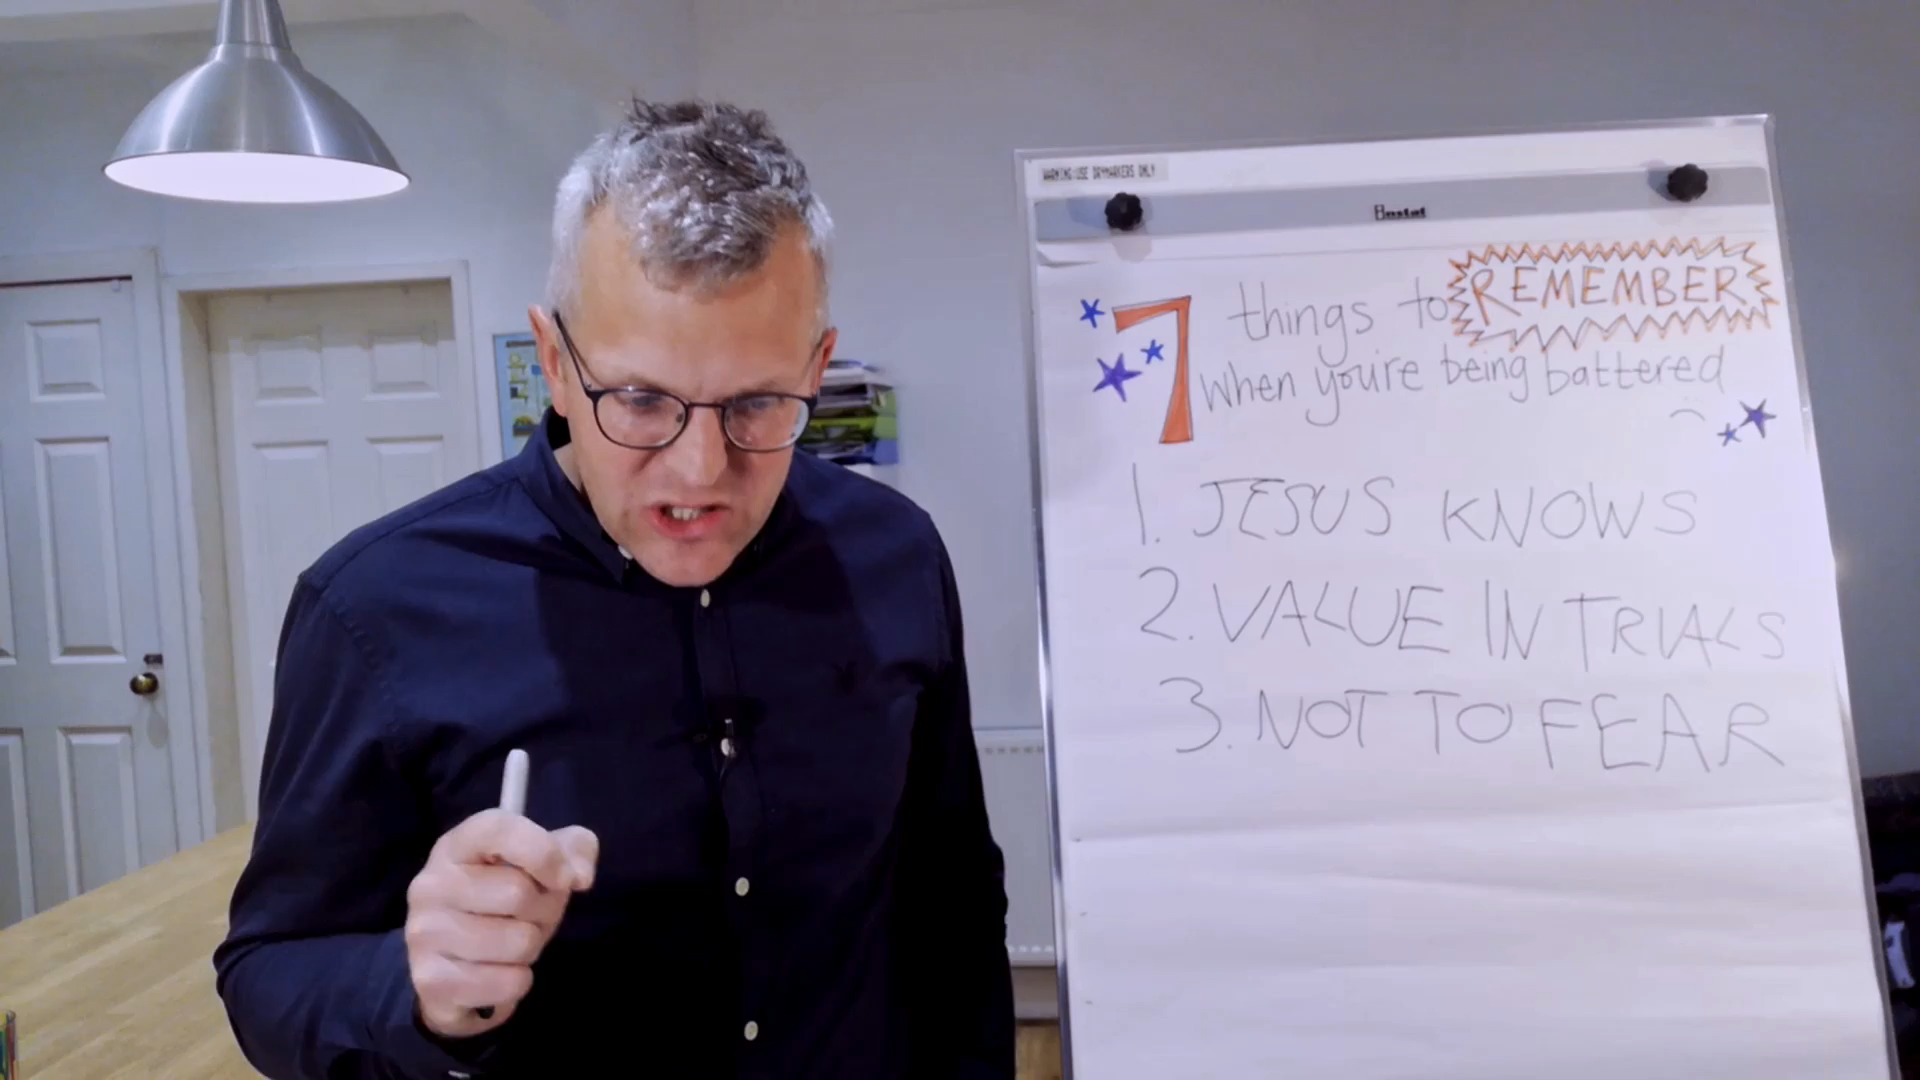 WARNING:USE DRYMARKERS ONLY
7 things to REMEMBER
when you're being battered
1. JESUS KNOWS
2. VALUE IN TRIALS
3. NOT TO FEAR